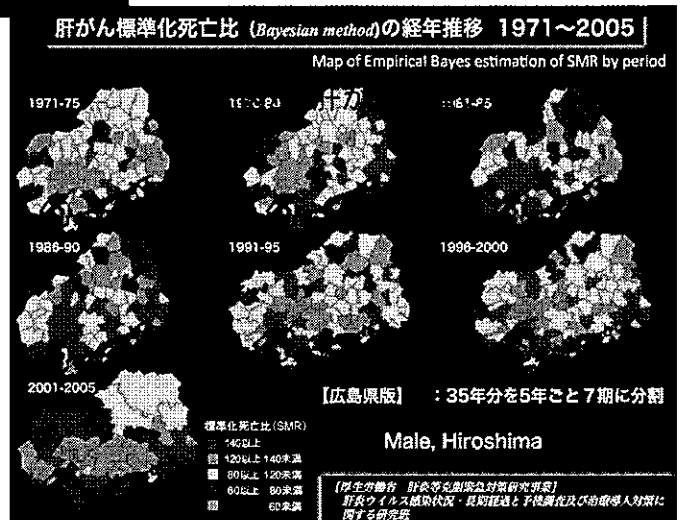 肝がん標準化死亡比 (Bayesian method)の経年推移 1971〜2005
Map of Empirical Bayes estimation of SMR by period
1971-75
1976-80
1981-85
1986-90
1991-95
1996-2000
2001-2005
【広島県版】 :35年分を5年ごと7期に分割
標準化死亡比(SMR)
140以上
120以上 140未満
80以上 120未満
60以上 80未満
60未満
Male, Hiroshima
[厚生労働省 肝炎等克服緊急対策研究事業]
肝炎ウイルス感染状況・長期経過と予後調査及び治療導入対策に
関する研究班